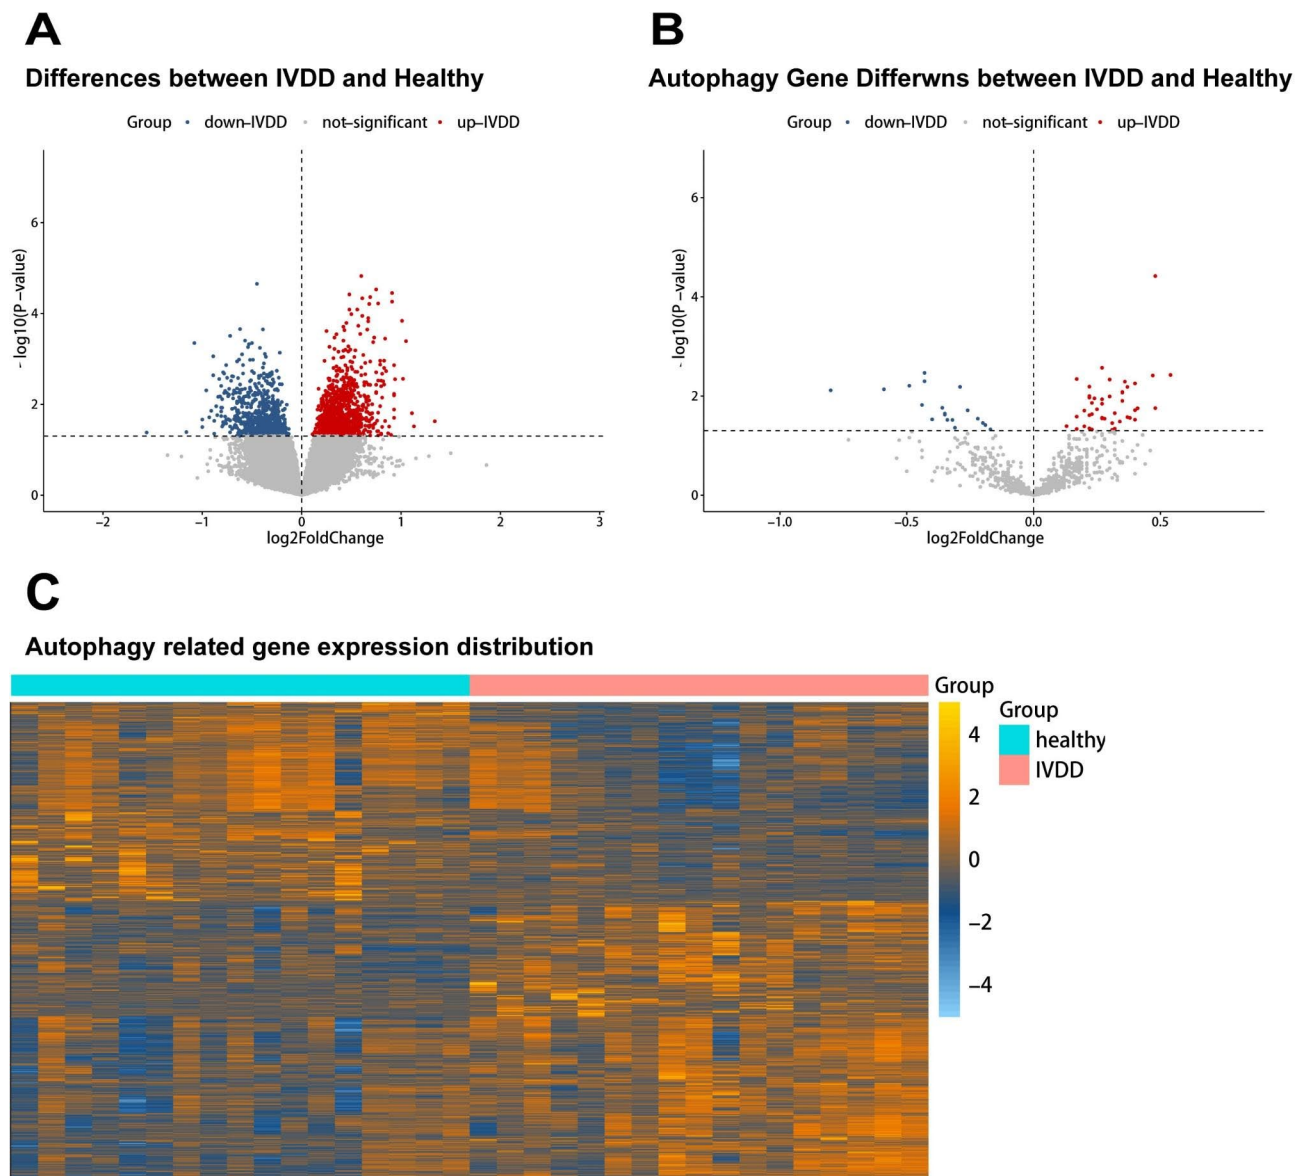 A
Differences between IVDD and Healthy
Group down-IVDD not-significant up-IVDD
- log10(P -value)
6
4
2
0
-2 -1 0 1 2 3
log2FoldChange
B
Autophagy Gene Differwns between IVDD and Healthy
Group down-IVDD not-significant up-IVDD
- log10(P -value)
6
4
2
0
-1.0 -0.5 0.0 0.5
log2FoldChange
C
Autophagy related gene expression distribution
Group
4
2
0
-2
-4
Group
healthy
IVDD